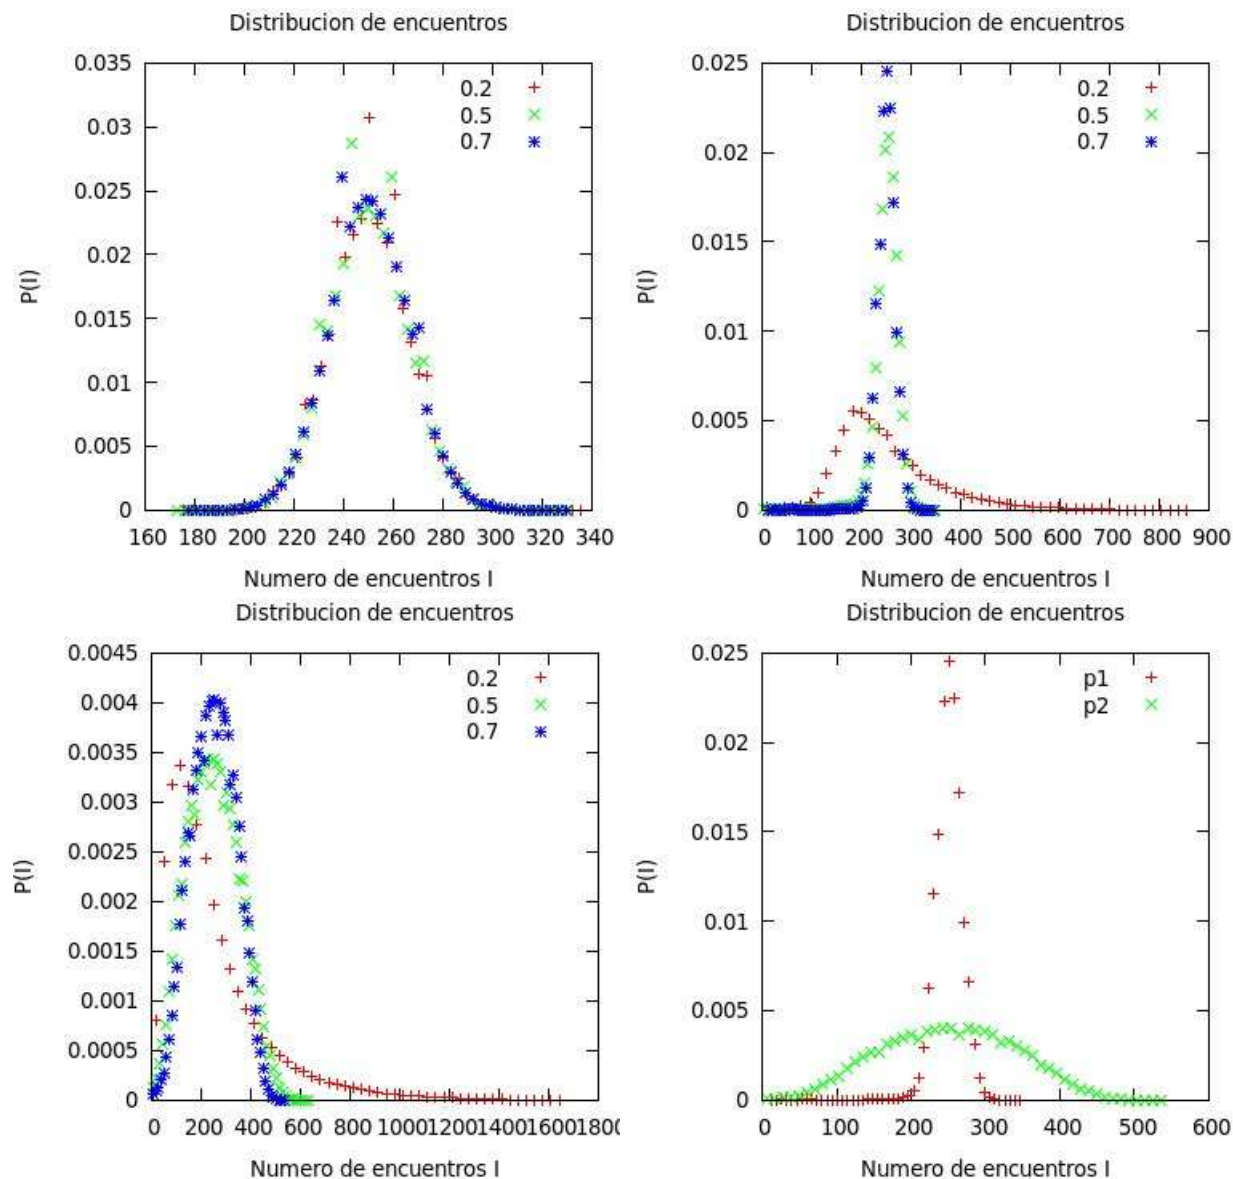 Distribucion de encuentros
0.035
0.03
0.025
0.02
0.015
0.01
0.005
0
P(I)
0.2
0.5
0.7
160 180 200 220 240 260 280 300 320 340
Numero de encuentros I
Distribucion de encuentros
0.025
0.02
0.015
0.01
0.005
0
P(I)
0.2
0.5
0.7
0 100 200 300 400 500 600 700 800 900
Numero de encuentros I
Distribucion de encuentros
0.0045
0.004
0.0035
0.003
0.0025
0.002
0.0015
0.001
0.0005
0
P(I)
0.2
0.5
0.7
0 200 400 600 800 1000 1200 1400 1600 1800
Numero de encuentros I
Distribucion de encuentros
0.025
0.02
0.015
0.01
0.005
0
P(I)
p1
p2
0 100 200 300 400 500 600
Numero de encuentros I